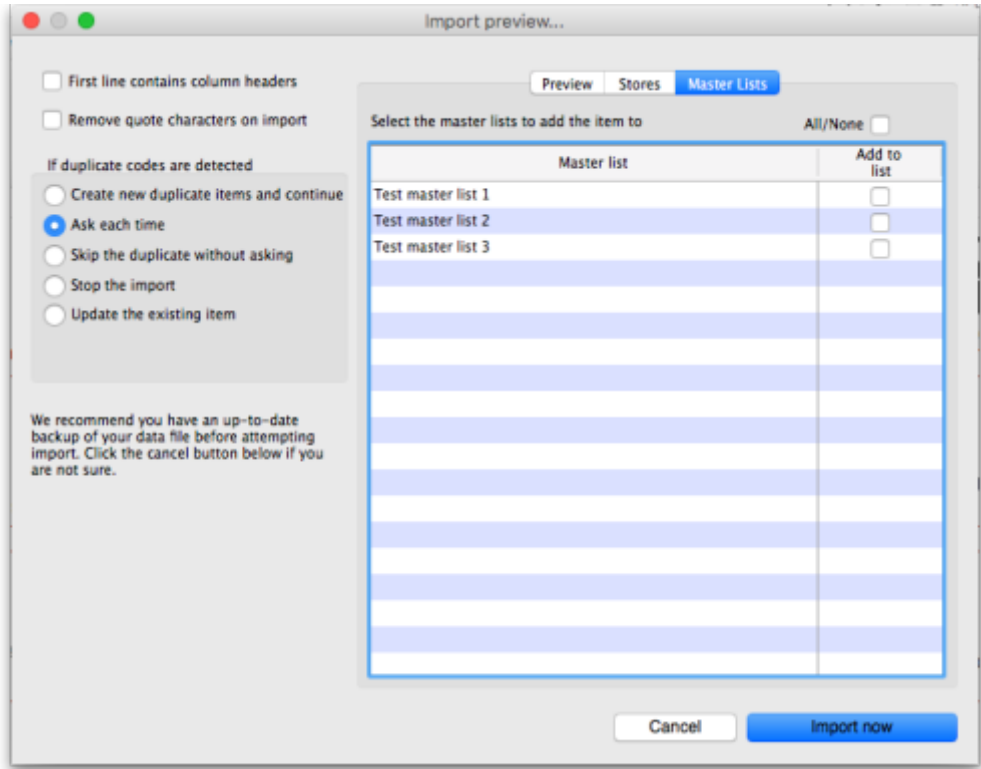 Import preview...
First line contains column headers
Remove quote characters on import
If duplicate codes are detected
Create new duplicate items and continue
Ask each time
Skip the duplicate without asking
Stop the import
Update the existing item
We recommend you have an up-to-date
backup of your data file before attempting
import. Click the cancel button below if you
are not sure.
Preview Stores Master Lists
Select the master lists to add the item to All/None
Master list Add to
list
Test master list 1
Test master list 2
Test master list 3
Cancel Import now